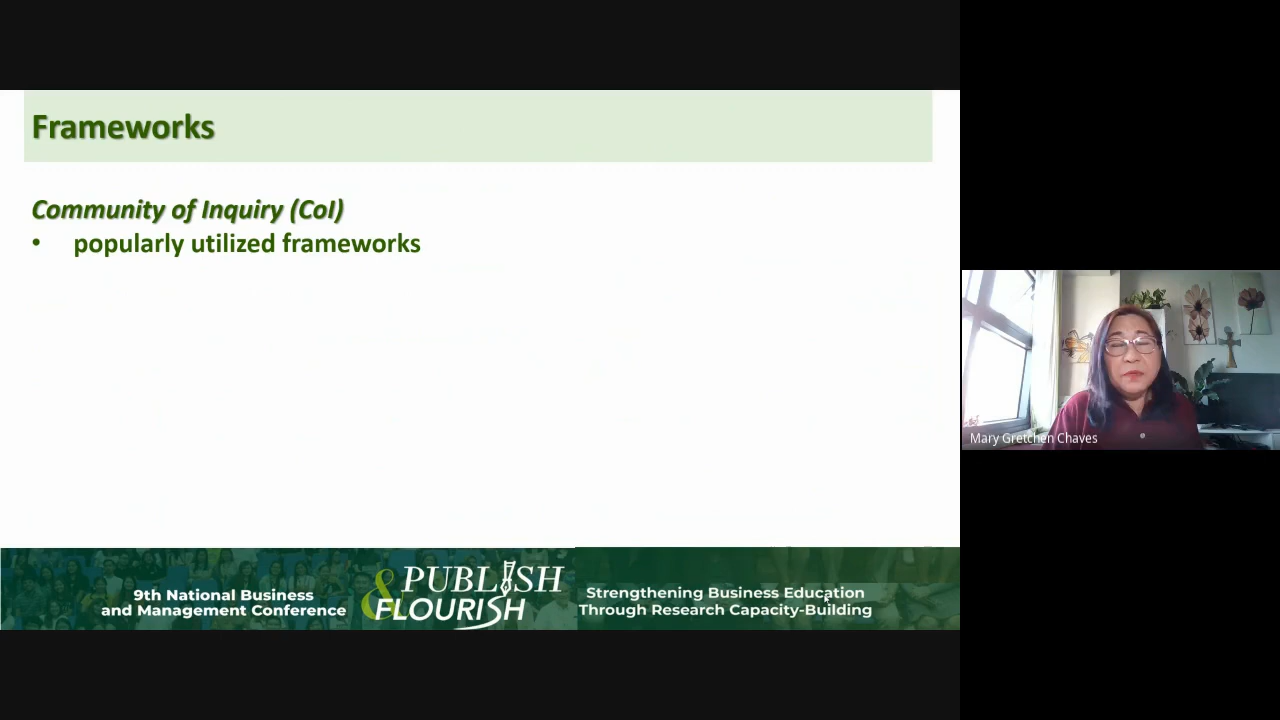 Frameworks
Community of Inquiry (CoI)
• popularly utilized frameworks
Mary Gretchen Chaves
9th National Business
and Management Conference
PUBLISH
& FLOURISH
Strengthening Business Education
Through Research Capacity-Building